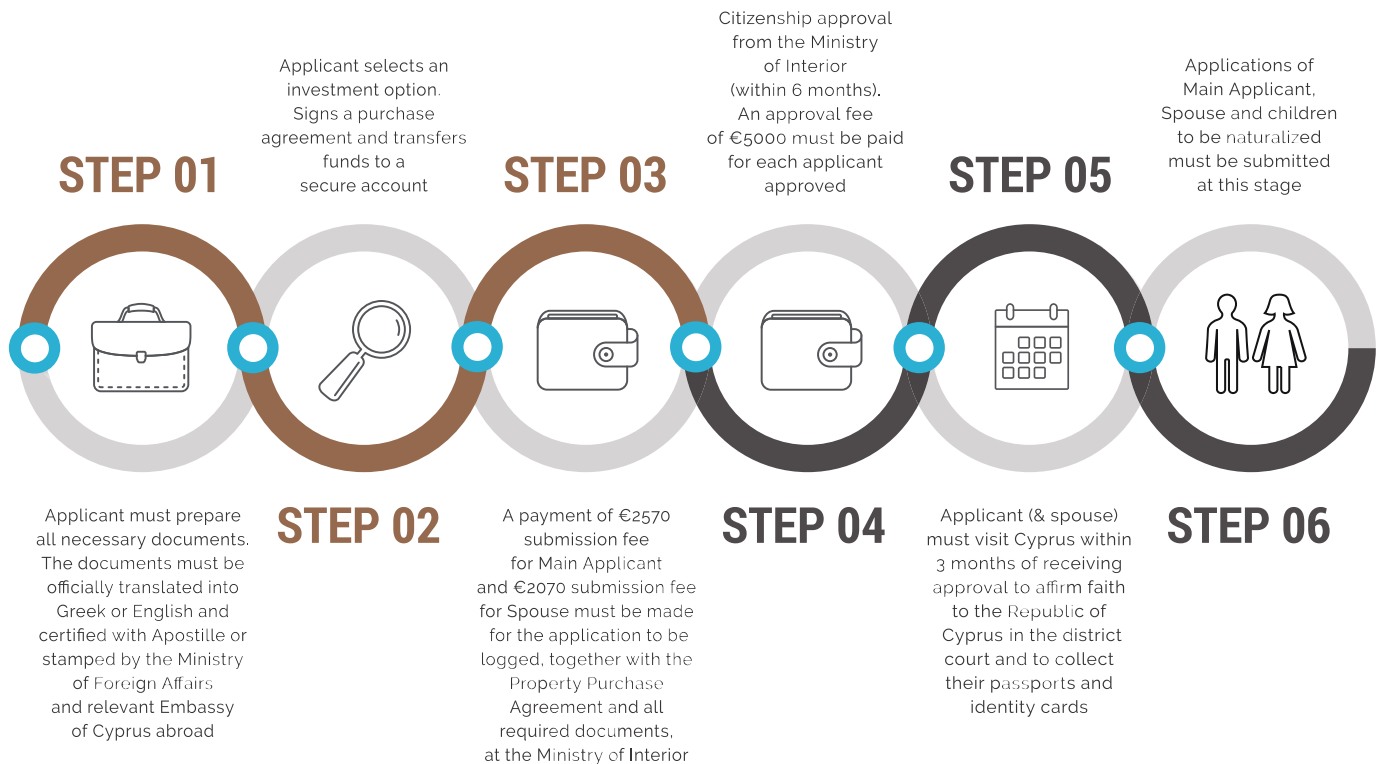 STEP 01
Applicant must prepare
all necessary documents.
The documents must be
officially translated into
Greek or English and
certified with Apostille or
stamped by the Ministry
of Foreign Affairs
and relevant Embassy
of Cyprus abroad
Applicant selects an
investment option.
Signs a purchase
agreement and transfers
funds to a
secure account
STEP 02
STEP 03
A payment of €2570
submission fee
for Main Applicant
and €2070 submission fee
for Spouse must be made
for the application to be
logged, together with the
Property Purchase
Agreement and all
required documents,
at the Ministry of Interior
Citizenship approval
from the Ministry
of Interior
(within 6 months).
An approval fee
of €5000 must be paid
for each applicant
approved
STEP 04
STEP 05
Applicant (& spouse)
must visit Cyprus within
3 months of receiving
approval to affirm faith
to the Republic of
Cyprus in the district
court and to collect
their passports and
identity cards
Applications of
Main Applicant,
Spouse and children
to be naturalized
must be submitted
at this stage
STEP 06